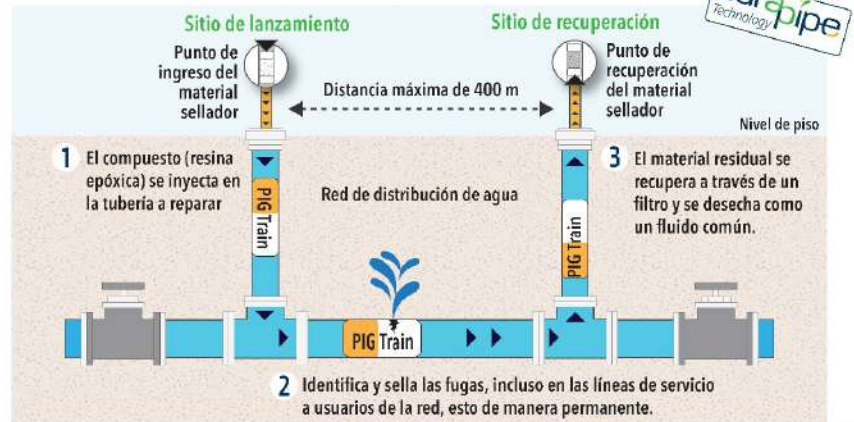 Sitio de lanzamiento
Punto de
ingreso del
material
sellador
Distancia máxima de 400 m
Sitio de recuperación
Punto de
recuperación
del material
sellador
Technology
pipe
Nivel de piso
1 El compuesto (resina
epóxica) se inyecta en
la tubería a reparar
PIG Train
Red de distribución de agua
PIG Train
3 El material residual se
recupera a través de un
filtro y se desecha como
un fluido común.
PIG Train
2 Identifica y sella las fugas, incluso en las líneas de servicio
a usuarios de la red, esto de manera permanente.